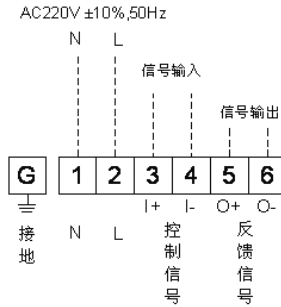 AC220V ±10%,50Hz
N L
信号输入
信号输出
G 1 2 3 4 5 6
I+ I- O+ O-
接地 N L 控制信号 反馈信号